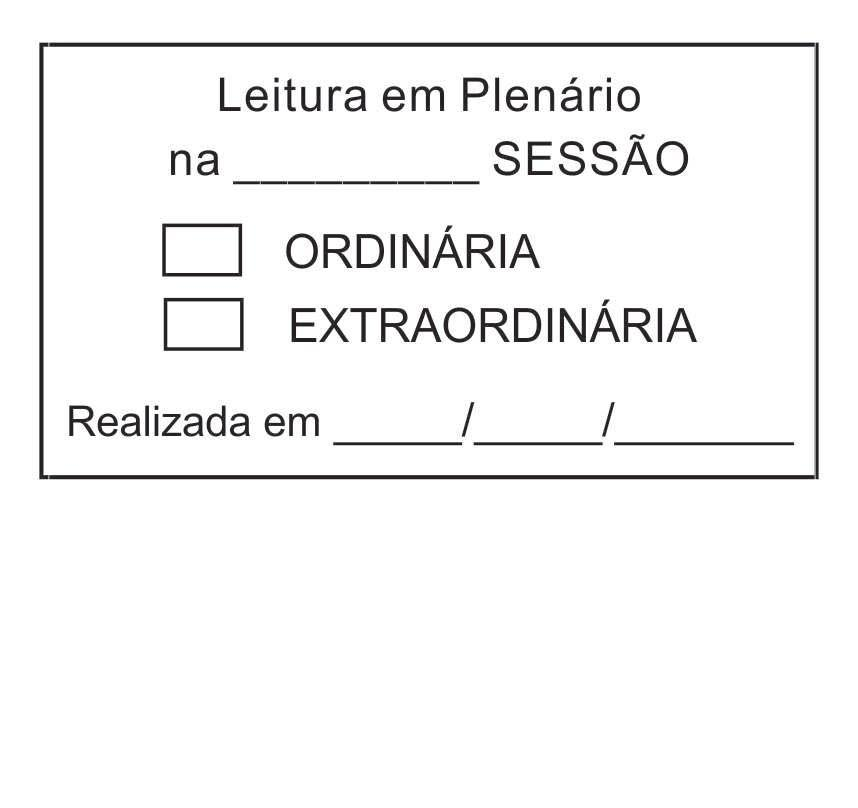 Leitura em Plenário
na _________ SESSÃO
ORDINÁRIA
EXTRAORDINÁRIA
Realizada em _____/_____/_______